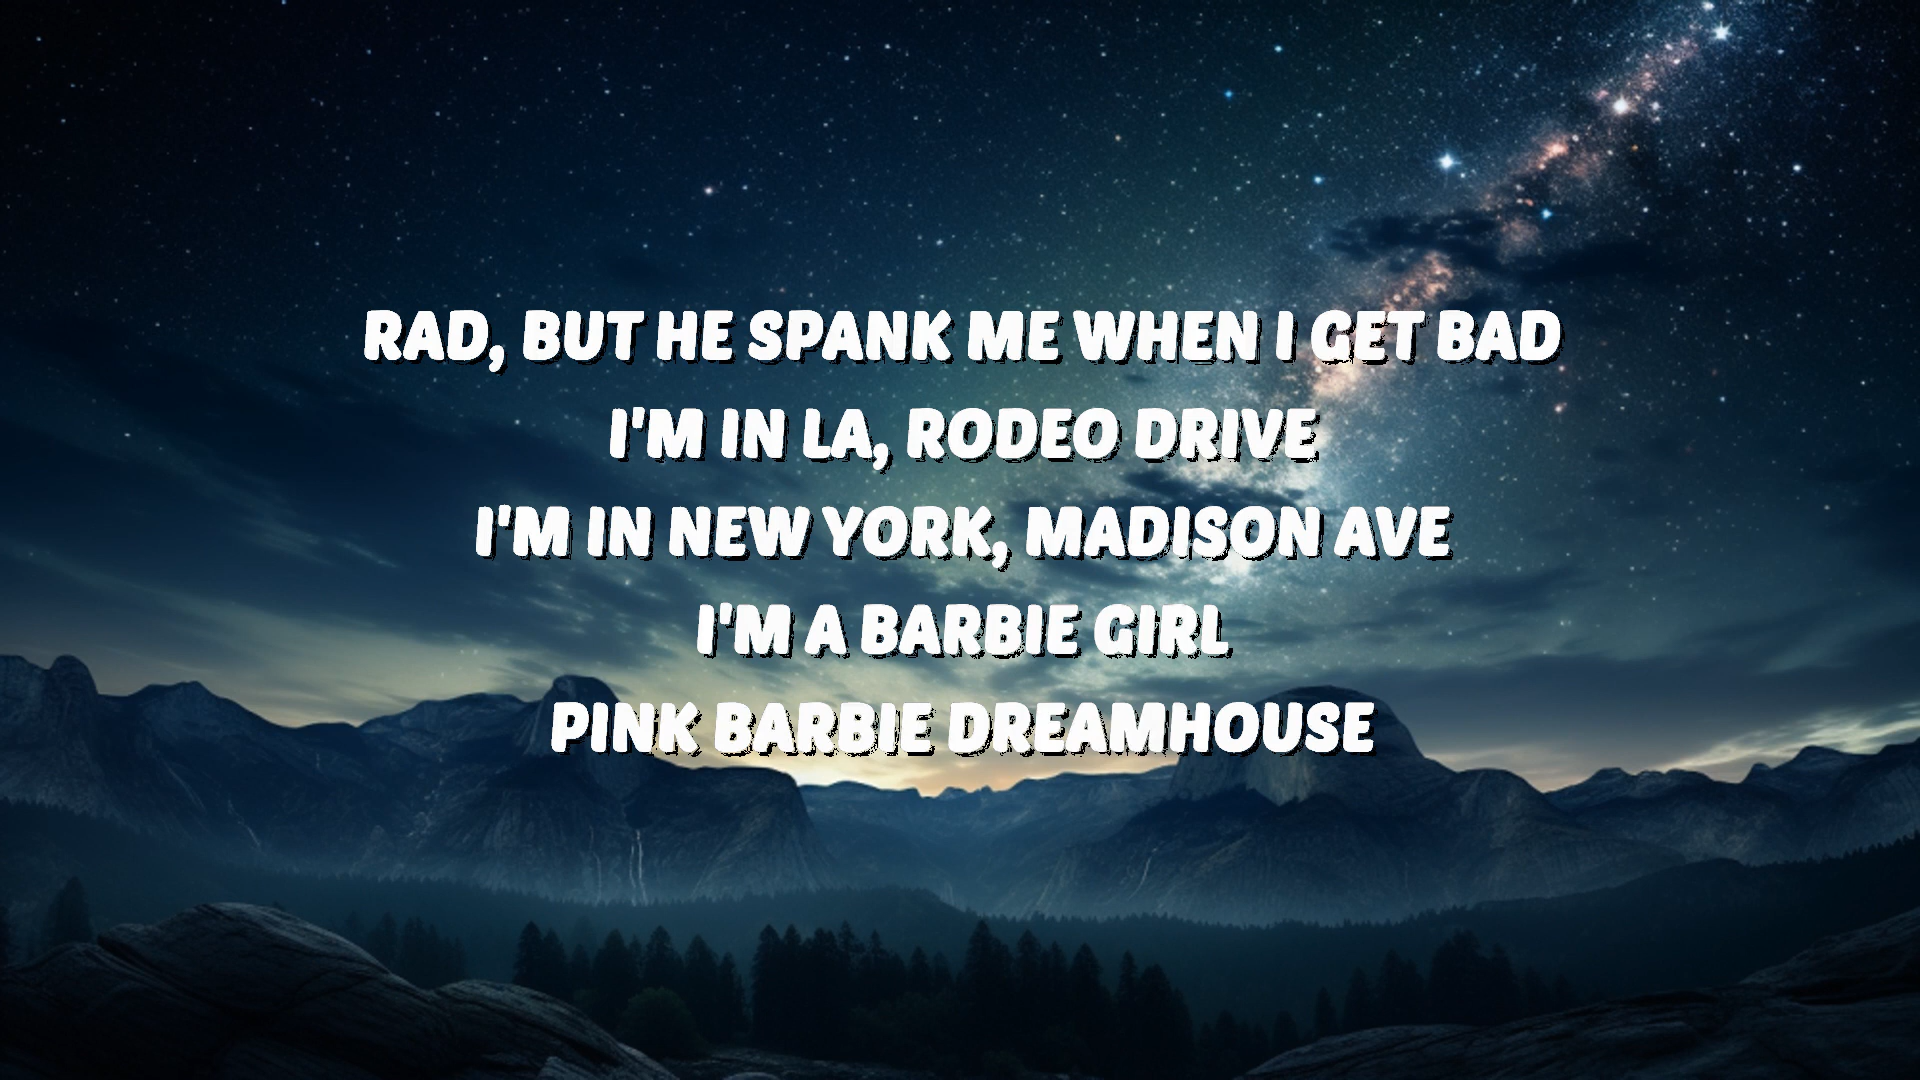 RAD, BUT HE SPANK ME WHEN I GET BAD
I'M IN LA, RODEO DRIVE
I'M IN NEW YORK, MADISON AVE
I'M A BARBIE GIRL
PINK BARBIE DREAMHOUSE